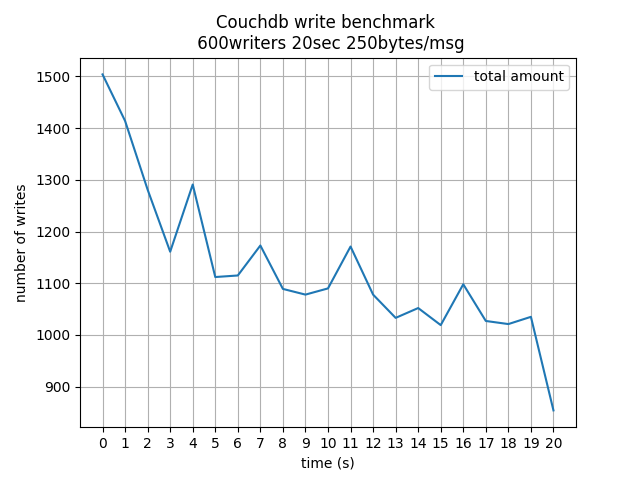 Couchdb write benchmark
600writers 20sec 250bytes/msg
total amount
1500
1400
1300
1200
1100
1000
900
number of writes
0 1 2 3 4 5 6 7 8 9 10 11 12 13 14 15 16 17 18 19 20
time (s)